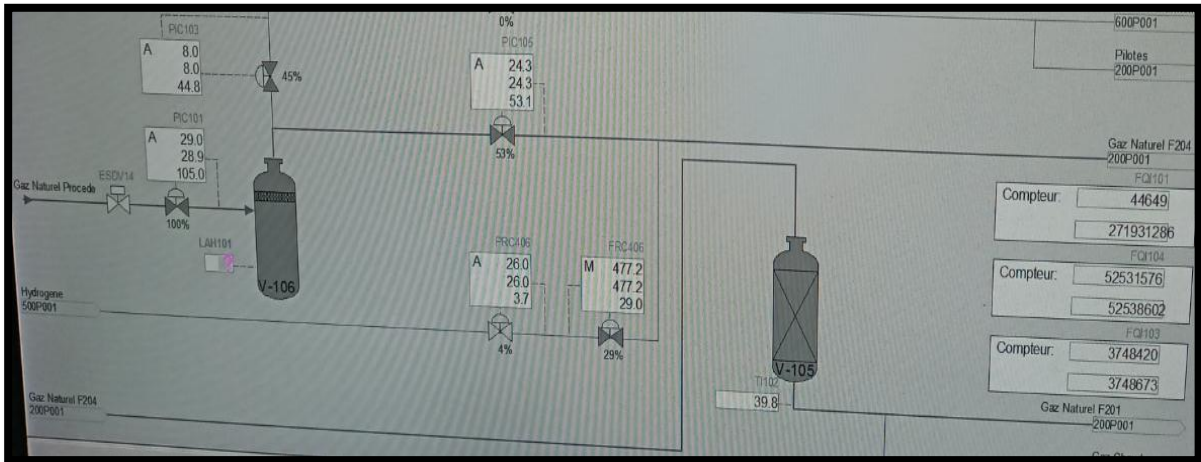 0%
600P001
Pilotes
200P001
PIC103
A 8.0
8.0
44.8
45%
PIC105
A 24.3
24.3
53.1
53%
PIC101
A 29.0
28.9
105.0
100%
Gaz Naturel Procede
ESDV14
LAH101
V-106
Gaz Naturel F204
200P001
FQI101
Compteur: 44649
271931286
FQI104
Compteur: 52531576
52538602
FQI103
Compteur: 3748420
3748673
PRC406
A 26.0
26.0
3.7
4%
FRC406
M 477.2
477.2
29.0
29%
Hydrogene
500P001
V-105
TI102
39.8
Gaz Naturel F204
200P001
Gaz Naturel F201
200P001